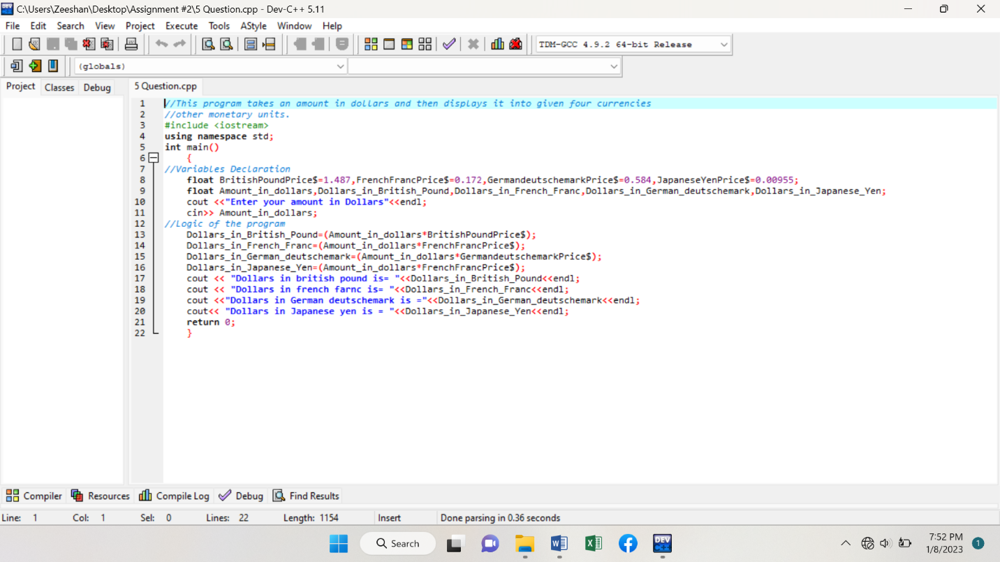 C:\Users\Zeeshan\Desktop\Assignment #2\5 Question.cpp - Dev-C++ 5.11
File Edit Search View Project Execute Tools AStyle Window Help
TDM-GCC 4.9.2 64-bit Release
(globals)
Project Classes Debug 5 Question.cpp
1 //This program takes an amount in dollars and then displays it into given four currencies
2 //other monetary units.
3 #include <iostream>
4 using namespace std;
5 int main()
6 {
7 //Variables Declaration
8 float BritishPoundPrice$=1.487,FrenchFrancPrice$=0.172,GermandeutschemarkPrice$=0.584,JapaneseYenPrice$=0.00955;
9 float Amount_in_dollars,Dollars_in_British_Pound,Dollars_in_French_Franc,Dollars_in_German_deutschemark,Dollars_in_Japanese_Yen;
10 cout <<"Enter your amount in Dollars"<<endl;
11 cin>> Amount_in_dollars;
12 //Logic of the program
13 Dollars_in_British_Pound=(Amount_in_dollars*BritishPoundPrice$);
14 Dollars_in_French_Franc=(Amount_in_dollars*FrenchFrancPrice$);
15 Dollars_in_German_deutschemark=(Amount_in_dollars*GermandeutschemarkPrice$);
16 Dollars_in_Japanese_Yen=(Amount_in_dollars*FrenchFrancPrice$);
17 cout << "Dollars in british pound is= "<<Dollars_in_British_Pound<<endl;
18 cout << "Dollars in french farnc is= "<<Dollars_in_French_Franc<<endl;
19 cout <<"Dollars in German deutschemark is ="<<Dollars_in_German_deutschemark<<endl;
20 cout<< "Dollars in Japanese yen is = "<<Dollars_in_Japanese_Yen<<endl;
21 return 0;
22 }
Compiler Resources Compile Log Debug Find Results
Line: 1 Col: 1 Sel: 0 Lines: 22 Length: 1154 Insert Done parsing in 0.36 seconds
Search
DEV
7:52 PM
1/8/2023
1